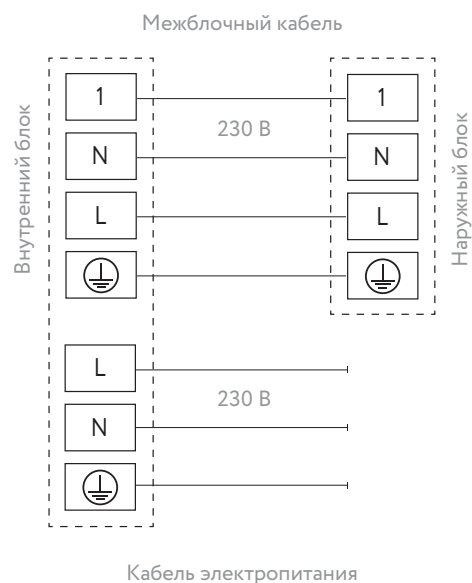 Межблочный кабель
Внутренний блок
Наружный блок
1
1
230 В
N
N
L
L
L
230 В
N
Кабель электропитания